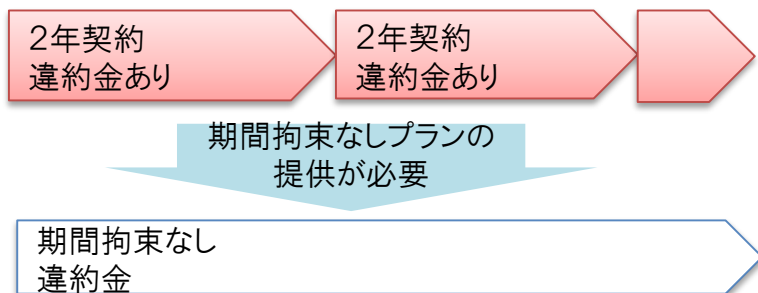 2年契約
違約金あり
2年契約
違約金あり
期間拘束なしプランの
提供が必要
期間拘束なし
違約金